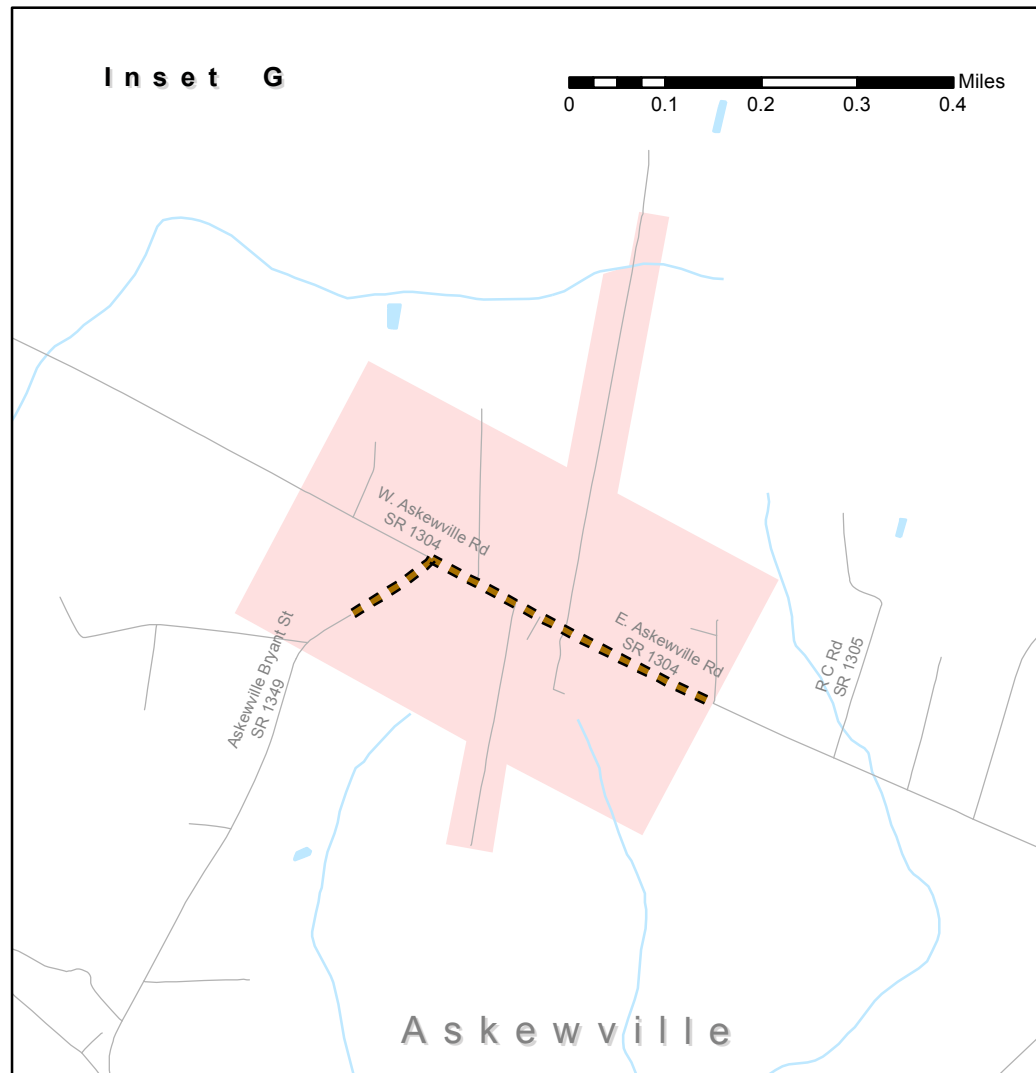 Inset G
Miles
0 0.1 0.2 0.3 0.4
W. Askewville Rd
SR 1304
E. Askewville Rd
SR 1304
R C Rd
SR 1305
Askewville Bryant St
SR 1349
Askewville